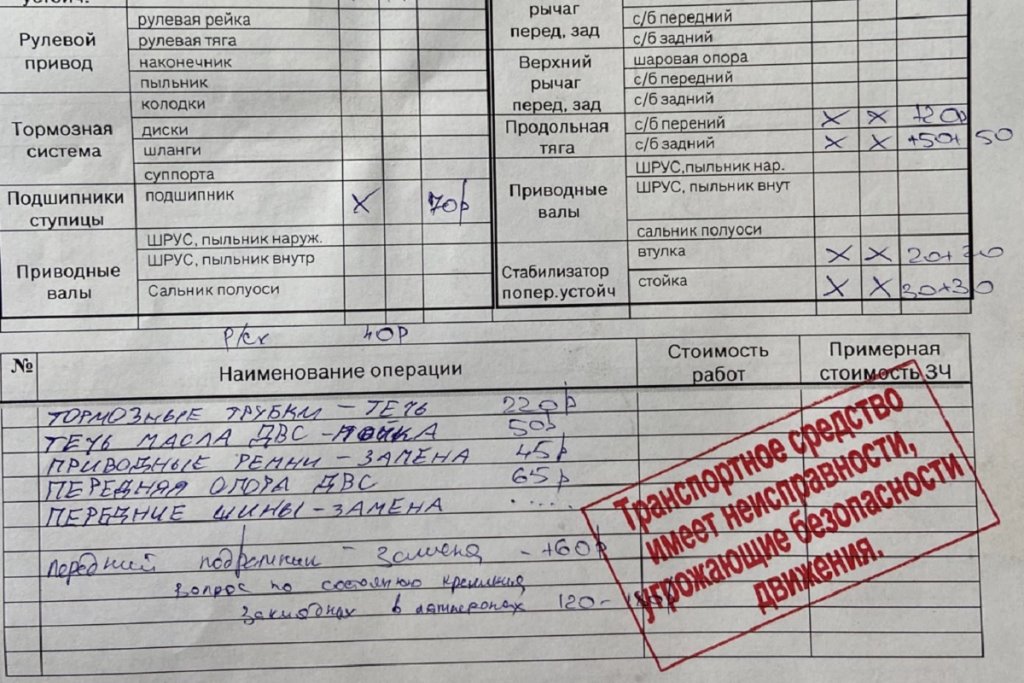 устойч.
Рулевой привод
рулевая рейка
рулевая тяга
наконечник
пыльник
Тормозная система
колодки
диски
шланги
суппорта
Подшипники ступицы
подшипник X 70р
Приводные валы
ШРУС, пыльник наруж.
ШРУС, пыльник внутр
Сальник полуоси
рычаг перед, зад
с/б передний
с/б задний
Верхний рычаг перед, зад
шаровая опора
с/б передний
с/б задний
Продольная тяга
с/б перений X X 120р
с/б задний X X +50+50
Приводные валы
ШРУС,пыльник нар.
ШРУС, пыльник внутр
сальник полуоси
Стабилизатор попер.устойч
втулка X X 20+20
стойка X X 30+30
Р/ск 40р
№ Наименование операции Стоимость работ Примерная стоимость ЗЧ
ТОРМОЗНЫЕ ТРУБКИ – ТЕЧЬ 220р
ТЕЧЬ МАСЛА ДВС – 50р
ПРИВОДНЫЕ РЕМНИ – ЗАМЕНА 45р
ПЕРЕДНЯЯ ОПОРА ДВС 65р
ПЕРЕДНИЕ ШИНЫ – ЗАМЕНА ....
передний подрамник – замена – +60р
вопрос по состоянию крепления
закладных в лонжеронах 120-
Транспортное средство
имеет неисправности,
угрожающие безопасности
движения.